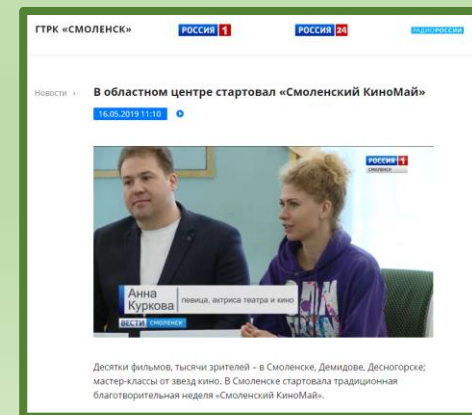 ГТРК «СМОЛЕНСК» РОССИЯ 1 РОССИЯ 24 РАДИОРОССИИ
Новости › В областном центре стартовал «Смоленский КиноМай»
16.05.2019 11:10
РОССИЯ 1
СМОЛЕНСК
Анна
Куркова
певица, актриса театра и кино
ВЕСТИ СМОЛЕНСК
Десятки фильмов, тысячи зрителей – в Смоленске, Демидове, Десногорске;
мастер-классы от звезд кино. В Смоленске стартовала традиционная
благотворительная неделя «Смоленский КиноМай».